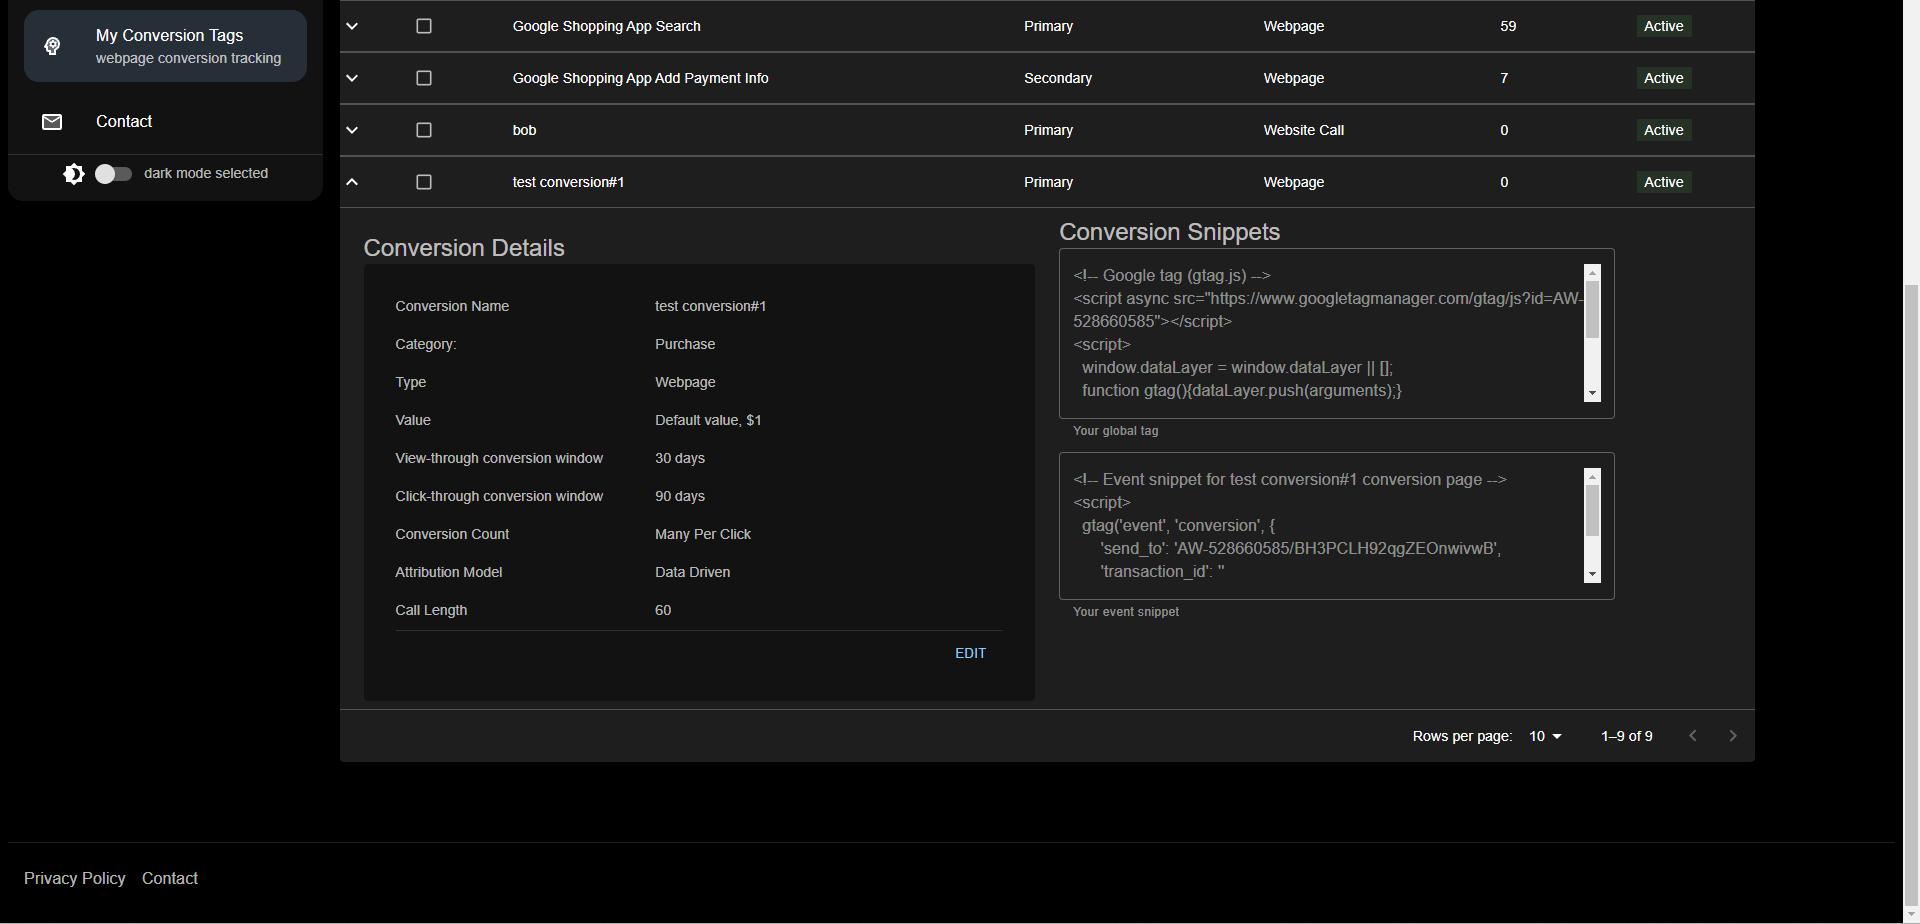 My Conversion Tags
webpage conversion tracking
Contact
dark mode selected
Google Shopping App Search Primary Webpage 59 Active
Google Shopping App Add Payment Info Secondary Webpage 7 Active
bob Primary Website Call 0 Active
test conversion#1 Primary Webpage 0 Active
Conversion Details
Conversion Name test conversion#1
Category: Purchase
Type Webpage
Value Default value, $1
View-through conversion window 30 days
Click-through conversion window 90 days
Conversion Count Many Per Click
Attribution Model Data Driven
Call Length 60
EDIT
Conversion Snippets
<!-- Google tag (gtag.js) -->
<script async src="https://www.googletagmanager.com/gtag/js?id=AW-
528660585"></script>
<script>
window.dataLayer = window.dataLayer || [];
function gtag(){dataLayer.push(arguments);}
Your global tag
<!-- Event snippet for test conversion#1 conversion page -->
<script>
gtag('event', 'conversion', {
'send_to': 'AW-528660585/BH3PCLH92qgZEOnwivwB',
'transaction_id': ''
Your event snippet
Rows per page: 10 1–9 of 9
Privacy Policy Contact